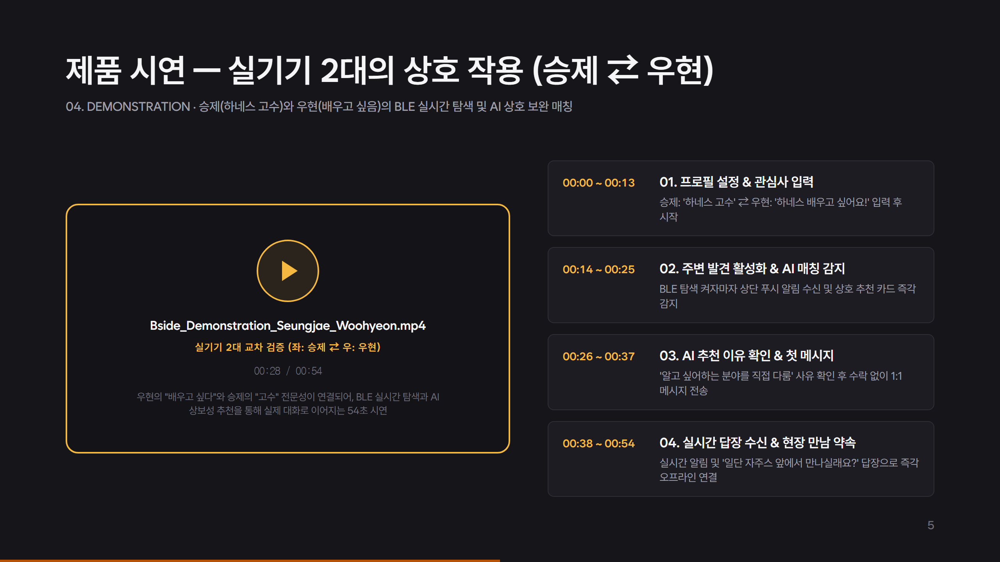 제품 시연 — 실기기 2대의 상호 작용 (승제 ⇄ 우현)
04. DEMONSTRATION · 승제(하네스 고수)와 우현(배우고 싶음)의 BLE 실시간 탐색 및 AI 상호 보완 매칭
Bside_Demonstration_Seungjae_Woohyeon.mp4
실기기 2대 교차 검증 (좌: 승제 ⇄ 우: 우현)
00:28 / 00:54
우현의 "배우고 싶다"와 승제의 "고수" 전문성이 연결되어, BLE 실시간 탐색과 AI
상보성 추천을 통해 실제 대화로 이어지는 54초 시연
00:00 ~ 00:13
01. 프로필 설정 & 관심사 입력
승제: '하네스 고수' ⇄ 우현: '하네스 배우고 싶어요!' 입력 후
시작
00:14 ~ 00:25
02. 주변 발견 활성화 & AI 매칭 감지
BLE 탐색 켜자마자 상단 푸시 알림 수신 및 상호 추천 카드 즉각
감지
00:26 ~ 00:37
03. AI 추천 이유 확인 & 첫 메시지
'알고 싶어하는 분야를 직접 다룸' 사유 확인 후 수락 없이 1:1
메시지 전송
00:38 ~ 00:54
04. 실시간 답장 수신 & 현장 만남 약속
실시간 알림 및 '일단 자주스 앞에서 만나실래요?' 답장으로 즉각
오프라인 연결
5